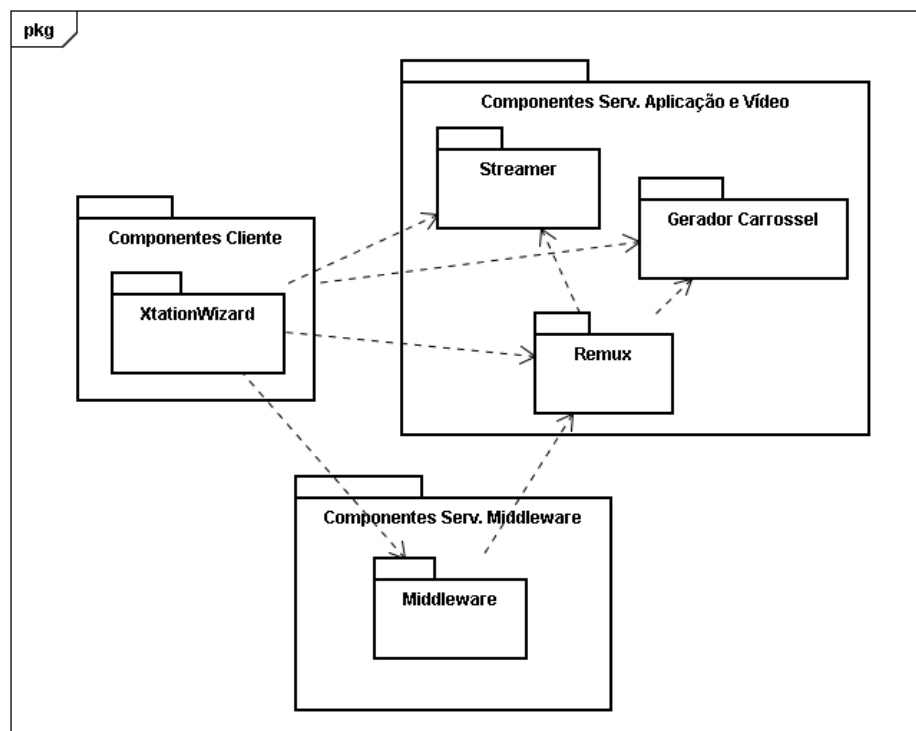 pkg
Componentes Serv. Aplicação e Vídeo
Streamer
Gerador Carrossel
Componentes Cliente
XtationWizard
Remux
Componentes Serv. Middleware
Middleware